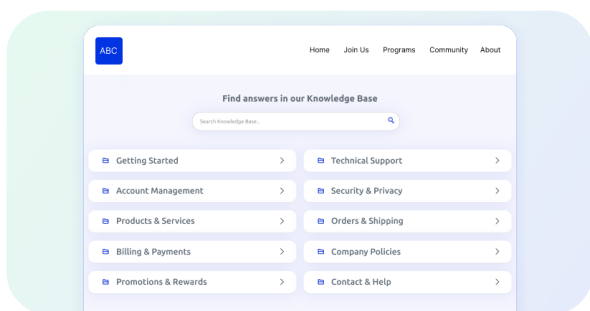 ABC
Home Join Us Programs Community About
Find answers in our Knowledge Base
Search Knowledge Base...
Getting Started
Technical Support
Account Management
Security & Privacy
Products & Services
Orders & Shipping
Billing & Payments
Company Policies
Promotions & Rewards
Contact & Help